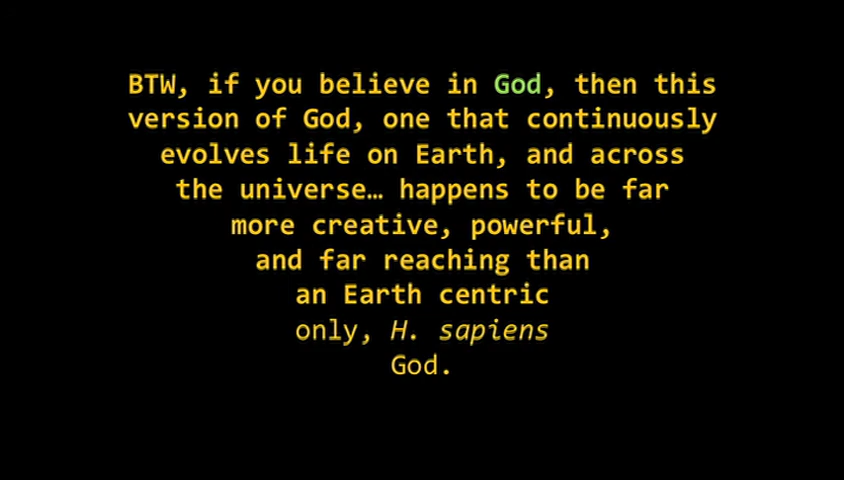 BTW, if you believe in God, then this
version of God, one that continuously
evolves life on Earth, and across
the universe… happens to be far
more creative, powerful,
and far reaching than
an Earth centric
only, H. sapiens
God.